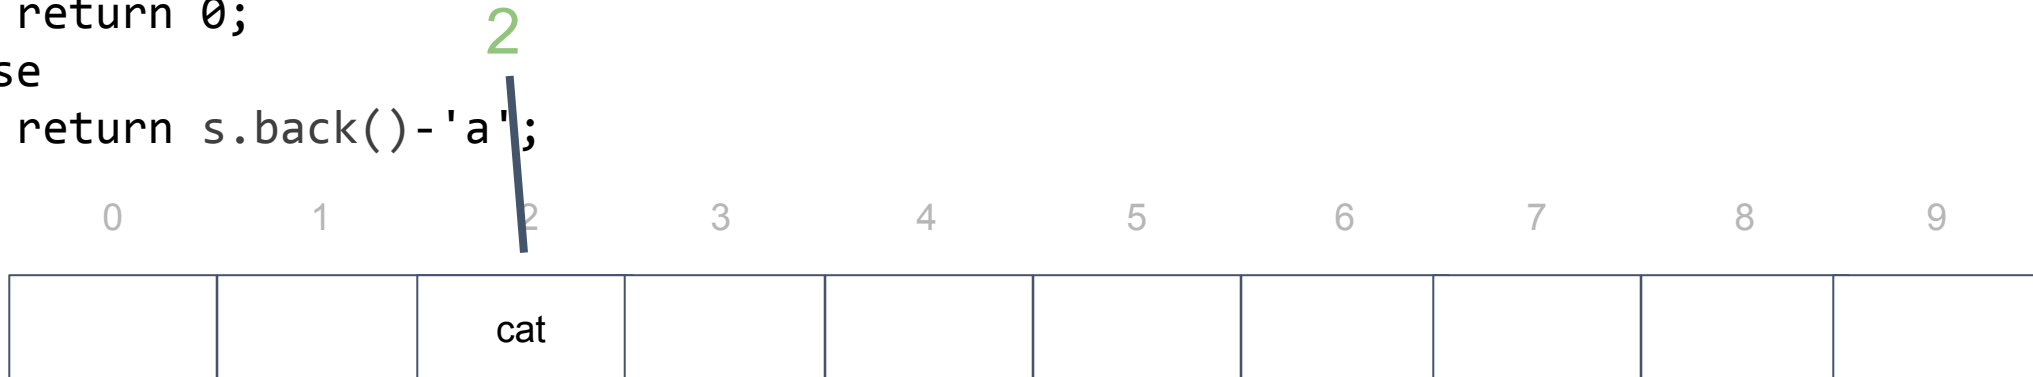 return 0;
2
se
return s.back()-'a';
0 1 2 3 4 5 6 7 8 9
cat